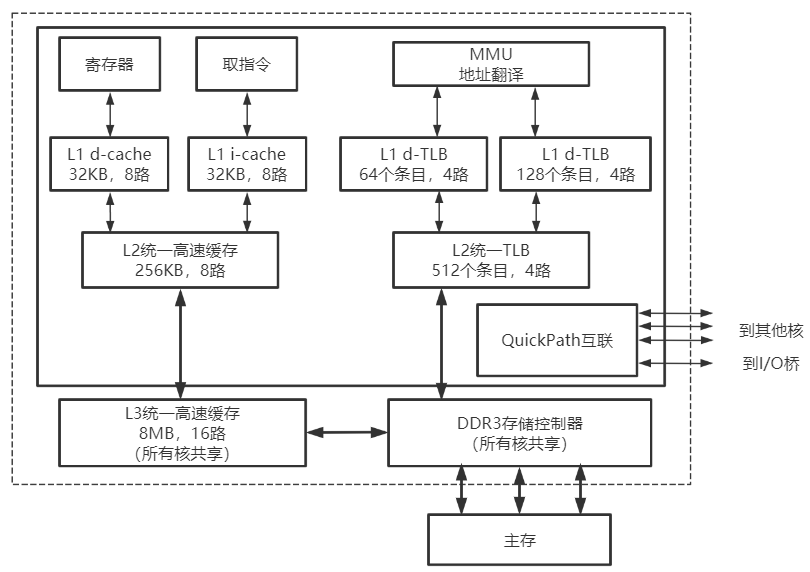 寄存器
取指令
MMU
地址翻译
L1 d-cache
32KB，8路
L1 i-cache
32KB，8路
L1 d-TLB
64个条目，4路
L1 d-TLB
128个条目，4路
L2统一高速缓存
256KB，8路
L2统一TLB
512个条目，4路
QuickPath互联
到其他核
到I/O桥
L3统一高速缓存
8MB，16路
（所有核共享）
DDR3存储控制器
（所有核共享）
主存